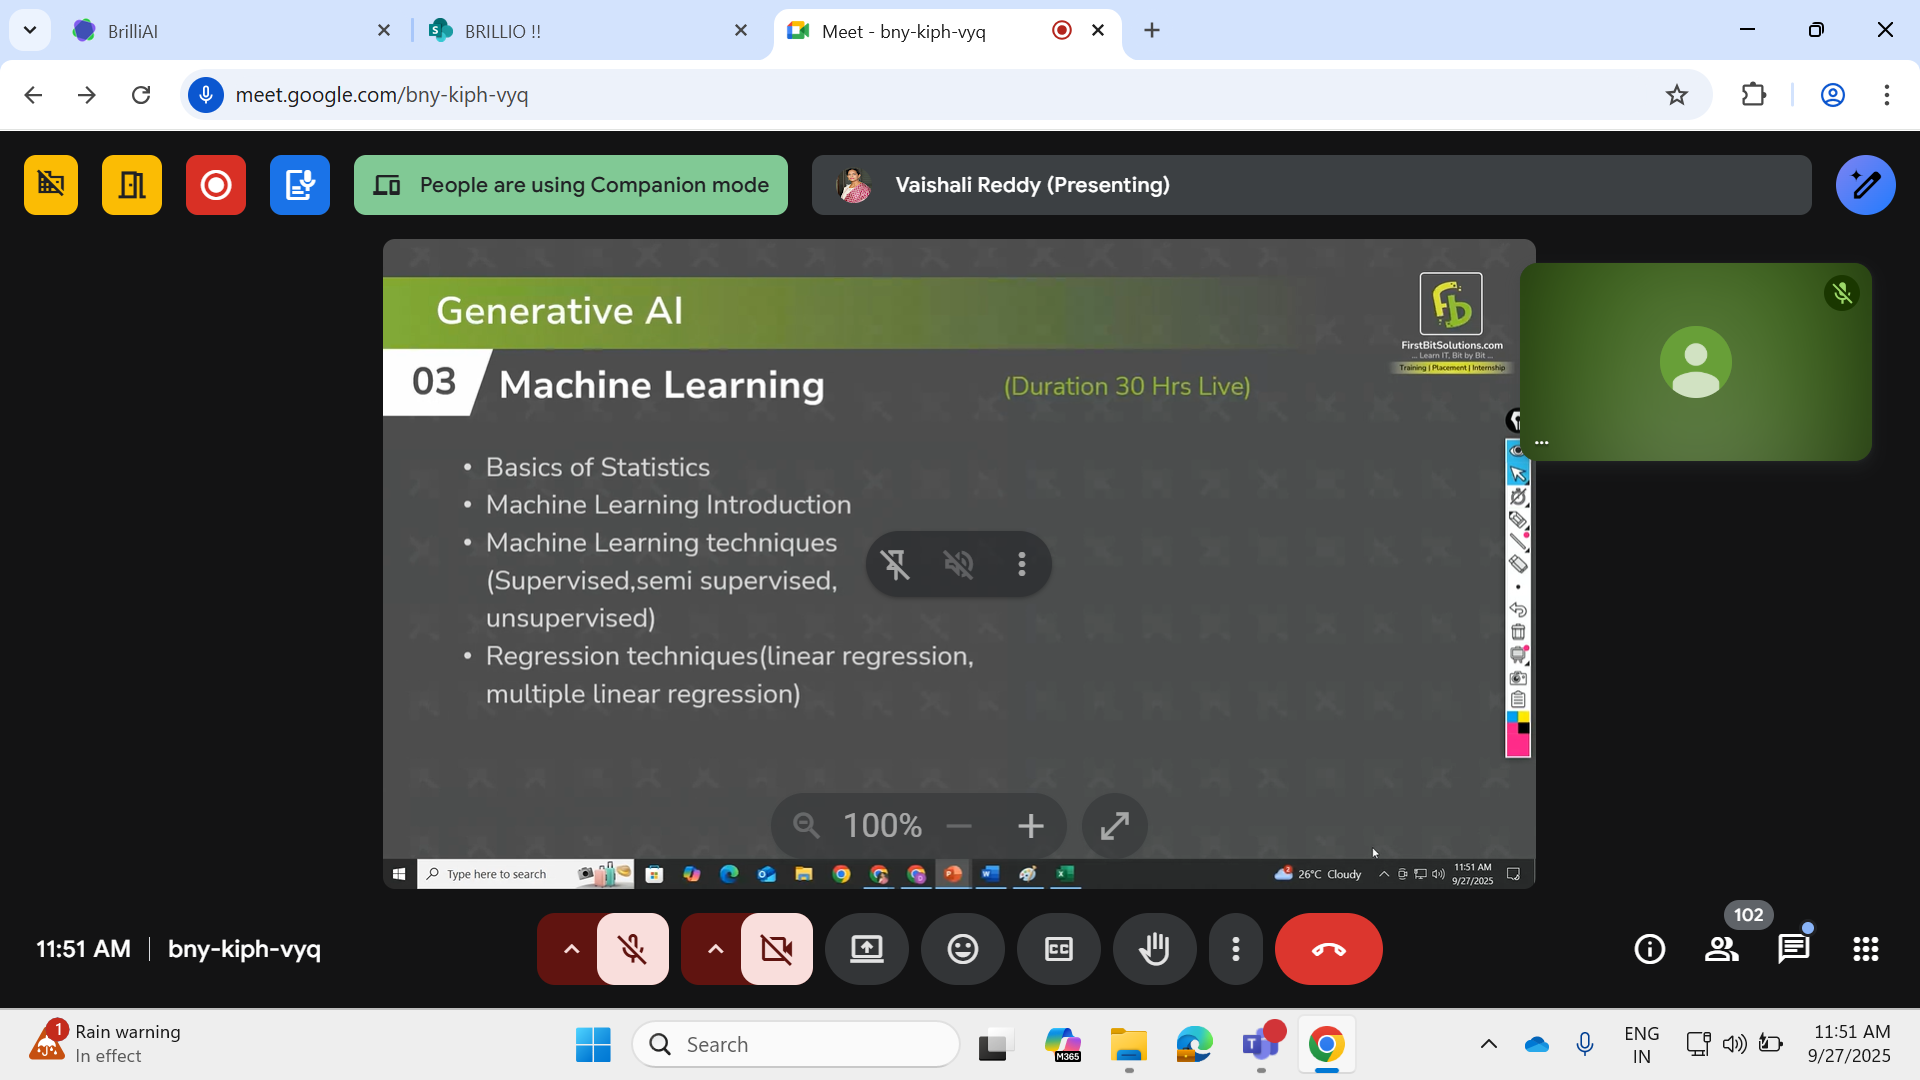 BrilliAI
BRILLIO !!
Meet - bny-kiph-vyq
meet.google.com/bny-kiph-vyq
People are using Companion mode
Vaishali Reddy (Presenting)
Generative AI
03
Machine Learning
(Duration 30 Hrs Live)
fb
FirstBitSolutions.com
... Learn IT, Bit by Bit ...
Training | Placement | Internship
...
• Basics of Statistics
• Machine Learning Introduction
• Machine Learning techniques
(Supervised,semi supervised,
unsupervised)
• Regression techniques(linear regression,
multiple linear regression)
100%
Type here to search
2
26°C Cloudy
11:51 AM
9/27/2025
11:51 AM
bny-kiph-vyq
CC
102
1
Rain warning
In effect
Search
M365
T
ENG
IN
11:51 AM
9/27/2025